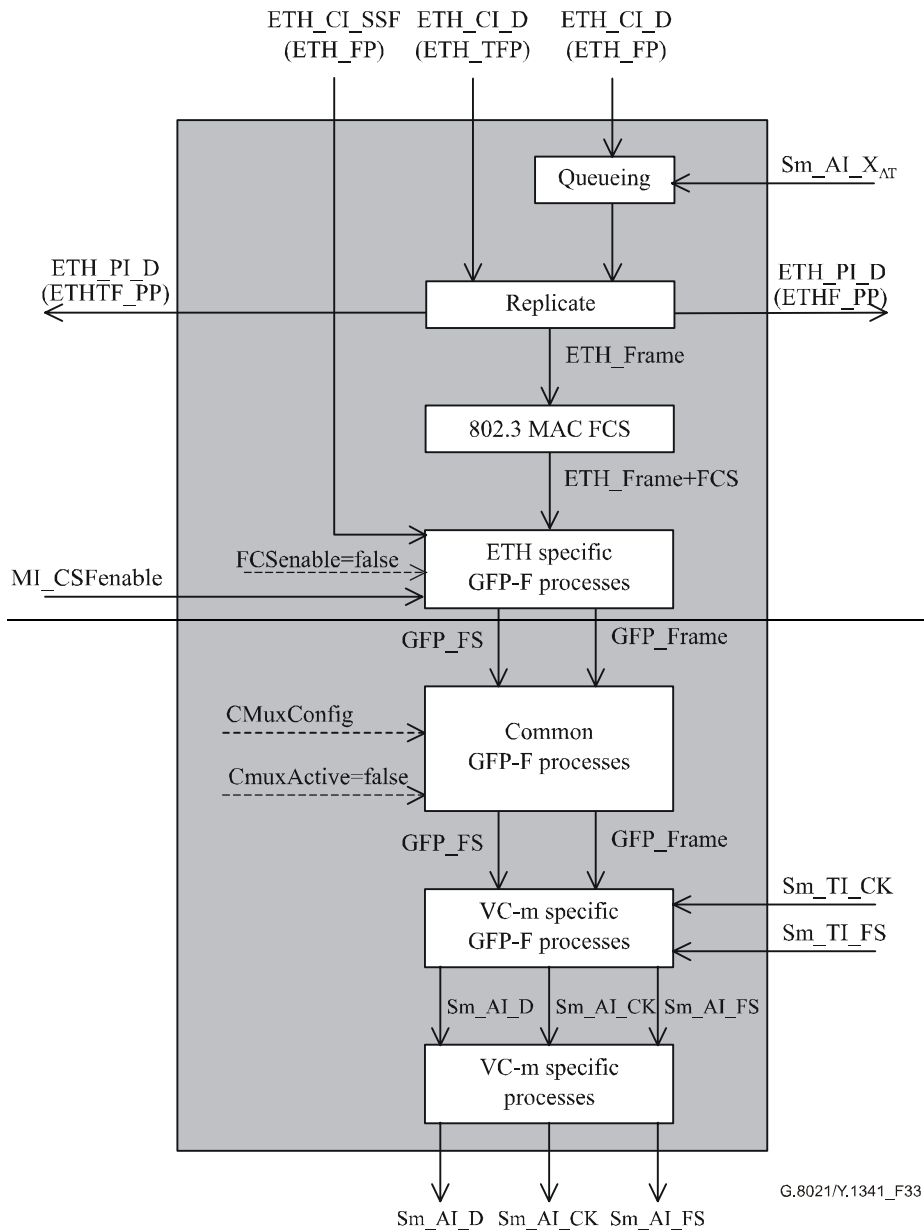 ETH_CI_SSF
(ETH_FP)
ETH_CI_D
(ETH_TFP)
ETH_CI_D
(ETH_FP)
Queueing
Sm_AI_X_AT
ETH_PI_D
(ETHTF_PP)
ETH_PI_D
(ETHF_PP)
Replicate
ETH_Frame
802.3 MAC FCS
ETH_Frame+FCS
ETH specific
GFP-F processes
FCSenable=false
MI_CSFenable
GFP_FS
GFP_Frame
CMuxConfig
Common
GFP-F processes
CmuxActive=false
GFP_FS
GFP_Frame
VC-m specific
GFP-F processes
Sm_TI_CK
Sm_TI_FS
Sm_AI_D
Sm_AI_CK
Sm_AI_FS
VC-m specific
processes
G.8021/Y.1341_F33
Sm_AI_D
Sm_AI_CK
Sm_AI_FS